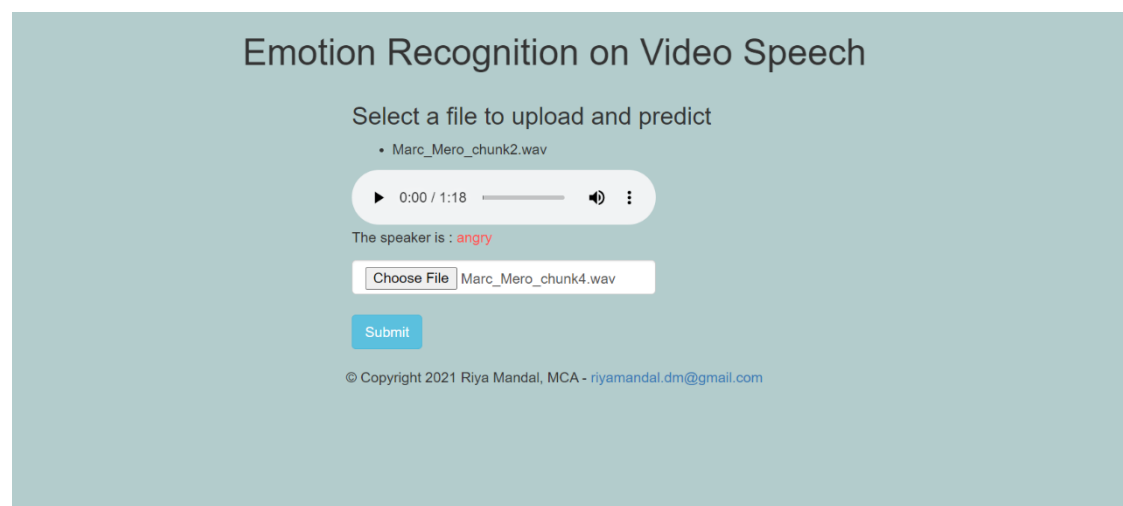 Emotion Recognition on Video Speech
Select a file to upload and predict
• Marc_Mero_chunk2.wav
0:00 / 1:18
The speaker is : angry
Choose File Marc_Mero_chunk4.wav
Submit
© Copyright 2021 Riya Mandal, MCA - riyamandal.dm@gmail.com